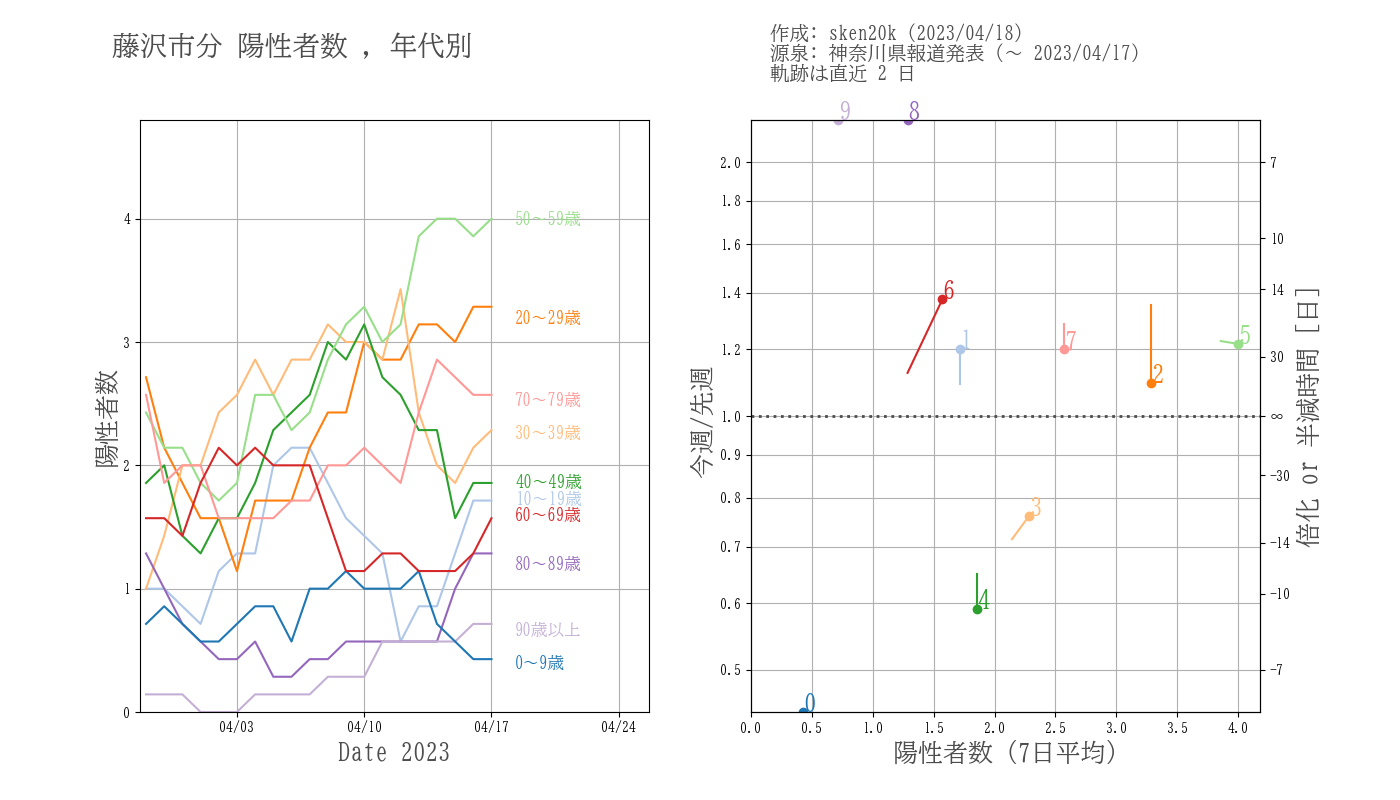 藤沢市分 陽性者数 , 年代別
作成: sken20k (2023/04/18)
源泉: 神奈川県報道発表 (～ 2023/04/17)
軌跡は直近 2 日
陽性者数
4
3
2
1
0
50～59歳
20～29歳
70～79歳
30～39歳
40～49歳
10～19歳
60～69歳
80～89歳
90歳以上
0～9歳
04/03
04/10
04/17
04/24
Date 2023
今週/先週
2.0
1.8
1.6
1.4
1.2
1.0
0.9
0.8
0.7
0.6
0.5
9
8
6
1
7
5
2
3
4
0
7
10
14
30
∞
-30
-14
-10
-7
倍化 or 半減時間 [日]
0.0
0.5
1.0
1.5
2.0
2.5
3.0
3.5
4.0
陽性者数 (7日平均)